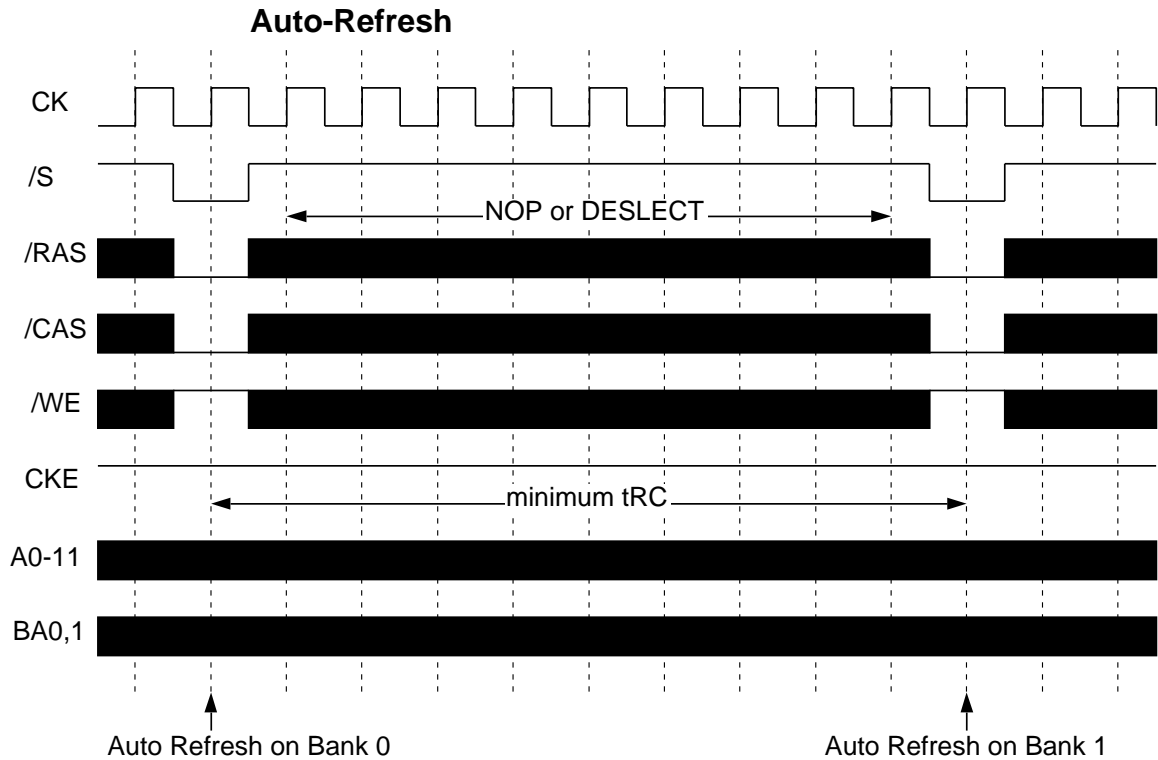 Auto-Refresh
CK
/S
NOP or DESLECT
/RAS
/CAS
/WE
CKE
minimum tRC
A0-11
BA0,1
Auto Refresh on Bank 0
Auto Refresh on Bank 1